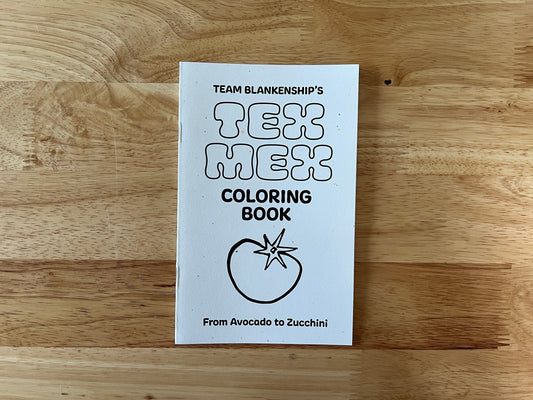 TEAM BLANKENSHIP'S
TEX
MEX
COLORING
BOOK
From Avocado to Zucchini